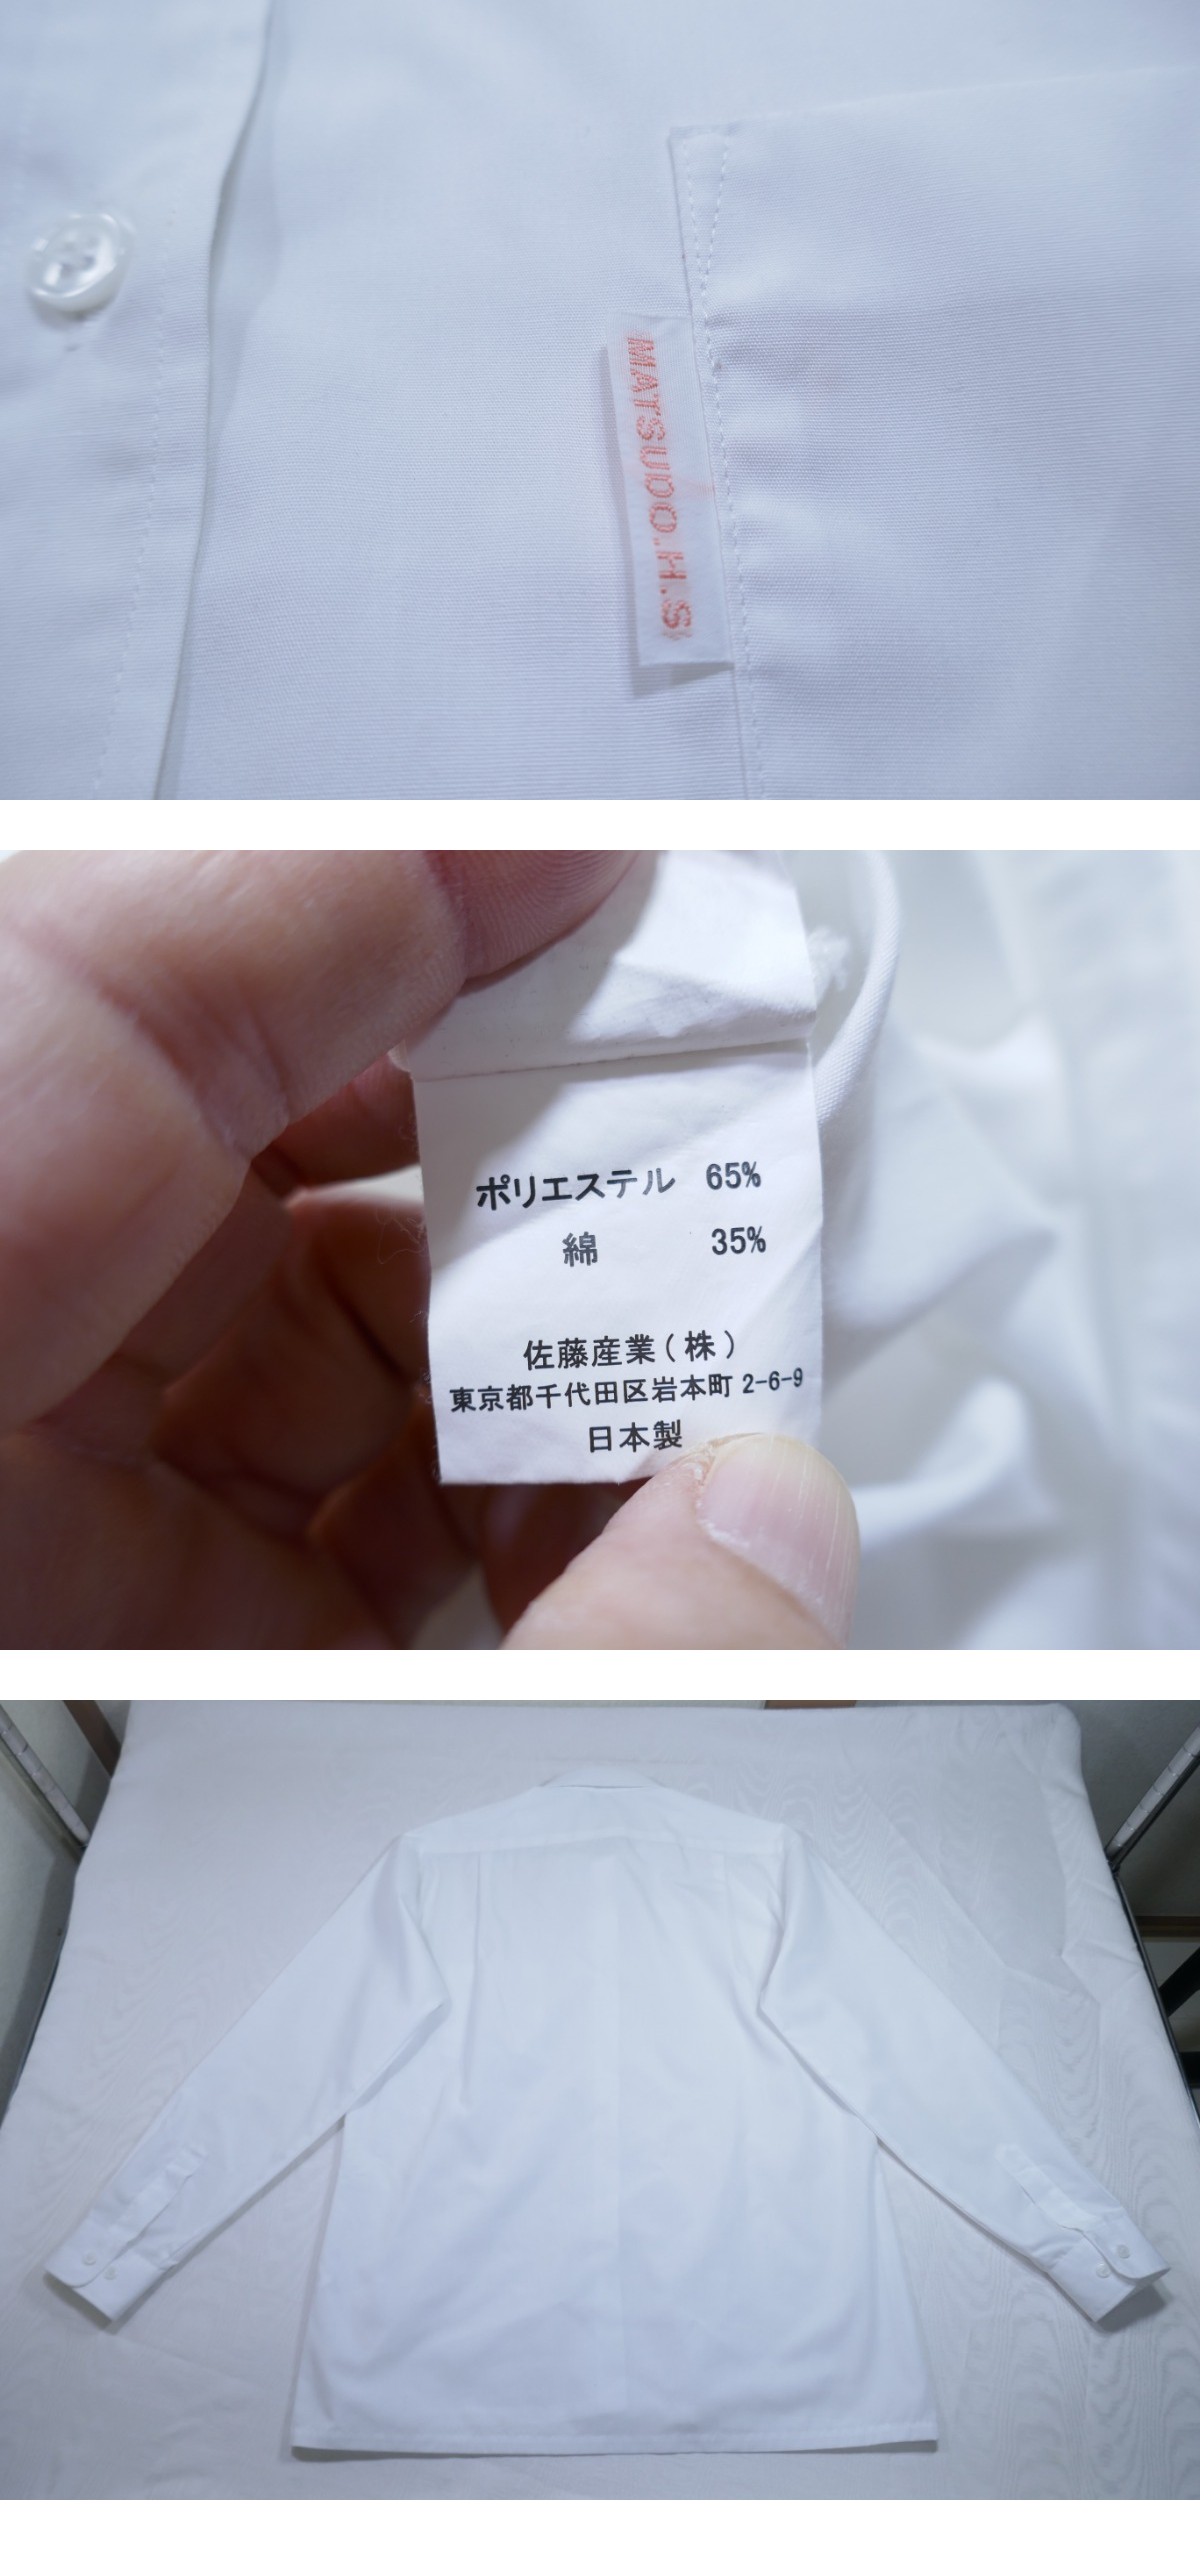 MATSUDO.H.S
ポリエステル 65%
綿 35%
佐藤産業(株)
東京都千代田区岩本町 2-6-9
日本製